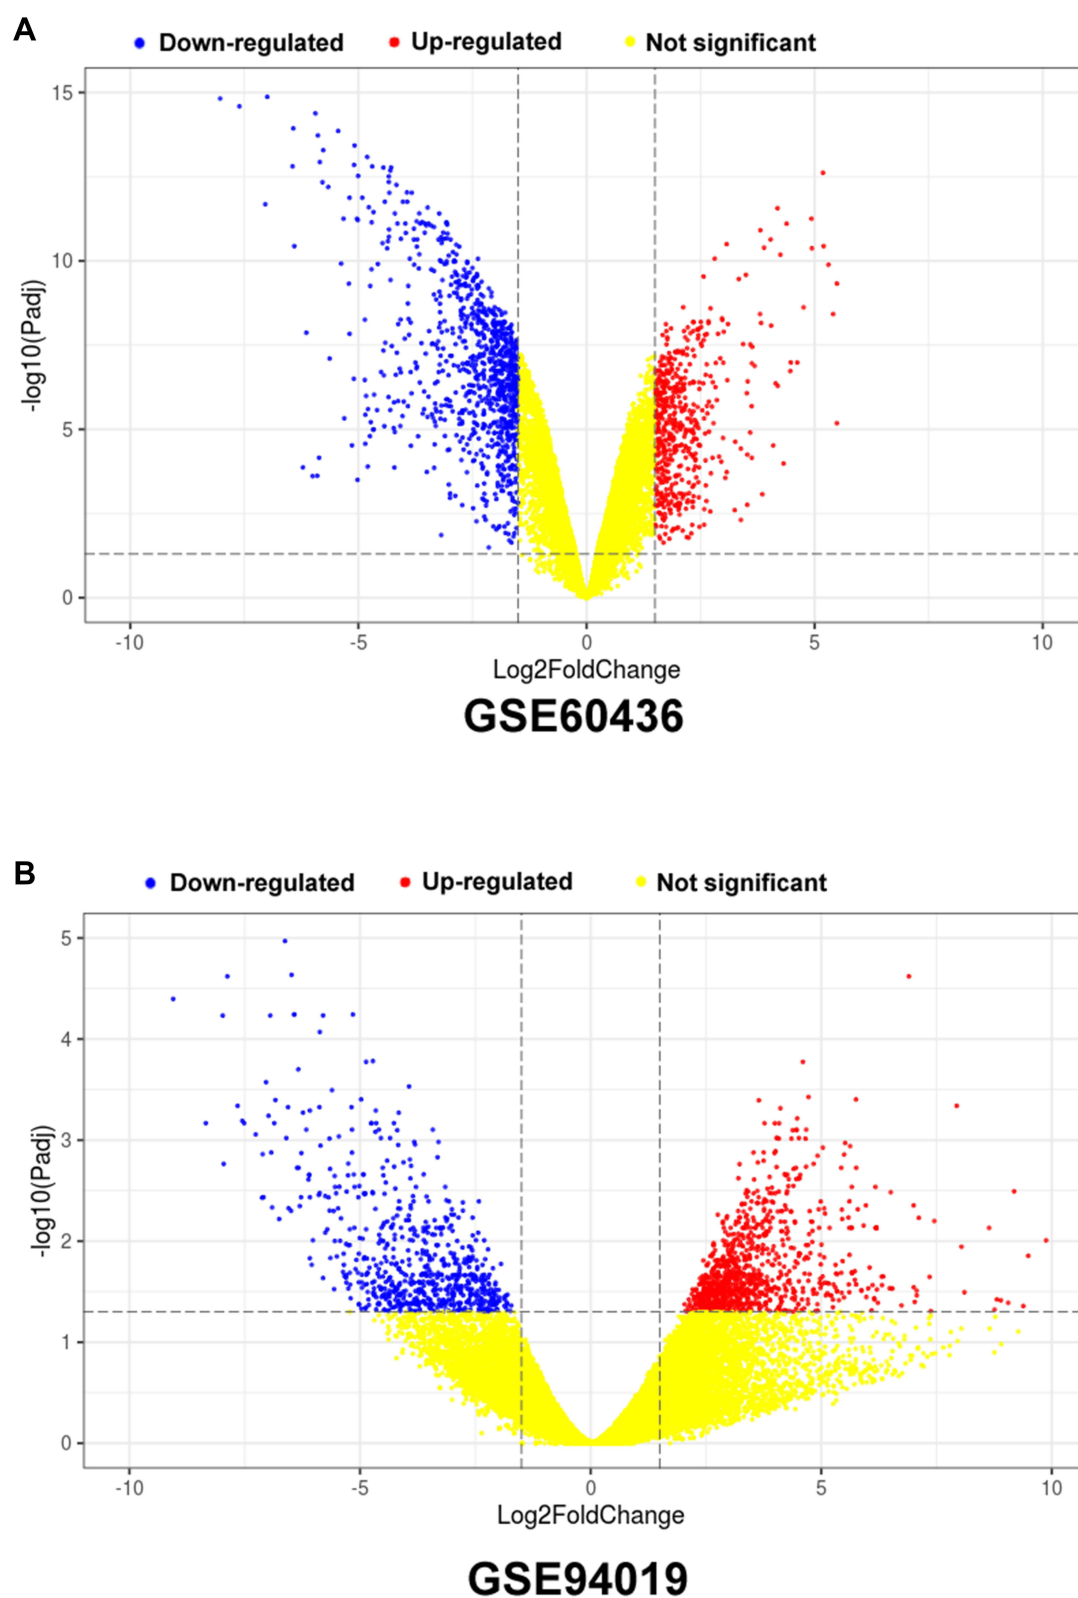 A
Down-regulated Up-regulated Not significant
15
10
5
0
-log10(Padj)
-10 -5 0 5 10
Log2FoldChange
GSE60436
B
Down-regulated Up-regulated Not significant
5
4
3
2
1
0
-log10(Padj)
-10 -5 0 5 10
Log2FoldChange
GSE94019